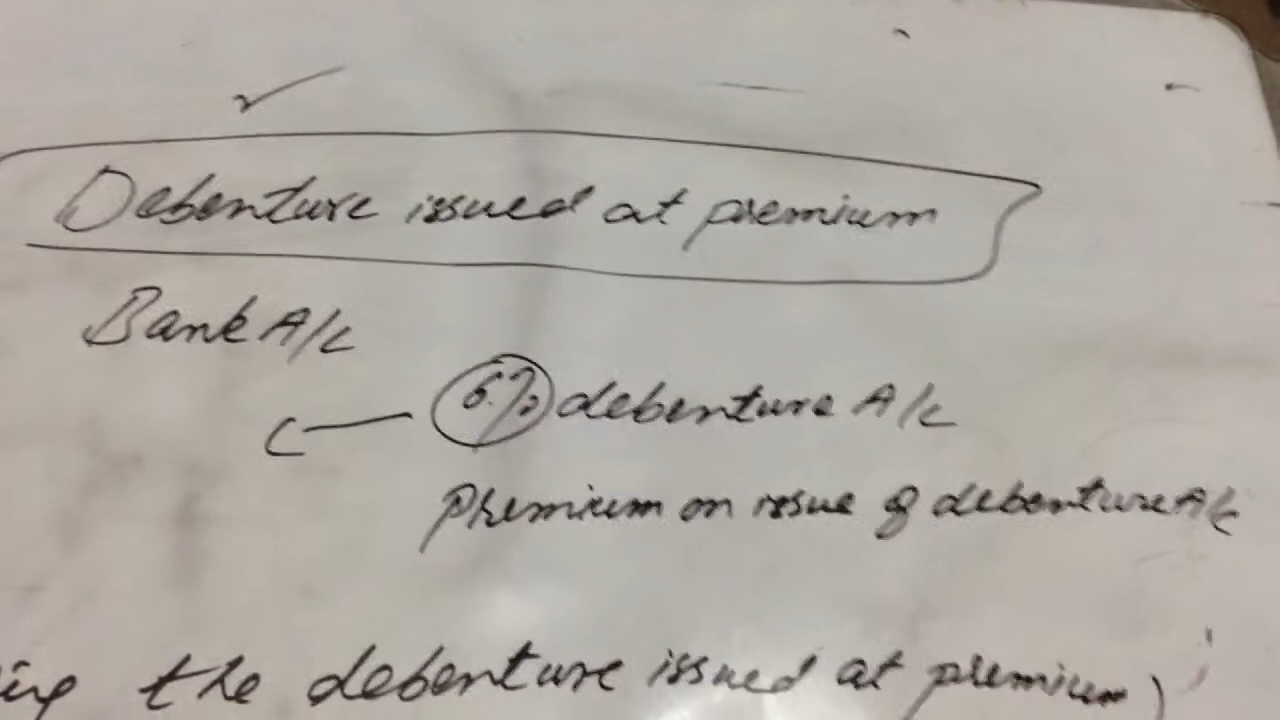 Debenture issued at premium
Bank A/c
6% debenture A/c
Premium on issue of debenture A/c
the debenture issued at premium)